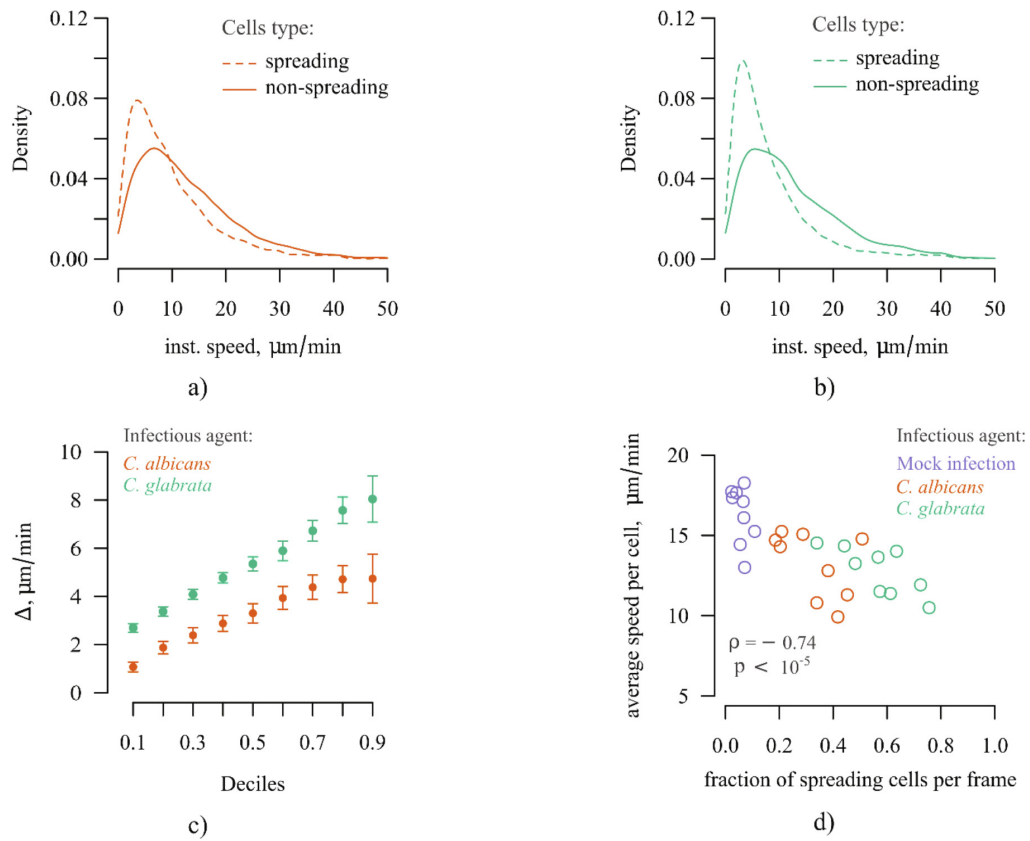 0.12
0.08
0.04
0.00
Density
Cells type:
spreading
non-spreading
0 10 20 30 40 50
inst. speed, μm/min
a)
0.12
0.08
0.04
0.00
Density
Cells type:
spreading
non-spreading
0 10 20 30 40 50
inst. speed, μm/min
b)
Infectious agent:
C. albicans
C. glabrata
10
8
6
4
2
0
Δ, μm/min
0.1 0.3 0.5 0.7 0.9
Deciles
c)
Infectious agent:
Mock infection
C. albicans
C. glabrata
20
15
10
5
average speed per cell, μm/min
ρ = − 0.74
p < 10⁻⁵
0.0 0.2 0.4 0.6 0.8 1.0
fraction of spreading cells per frame
d)